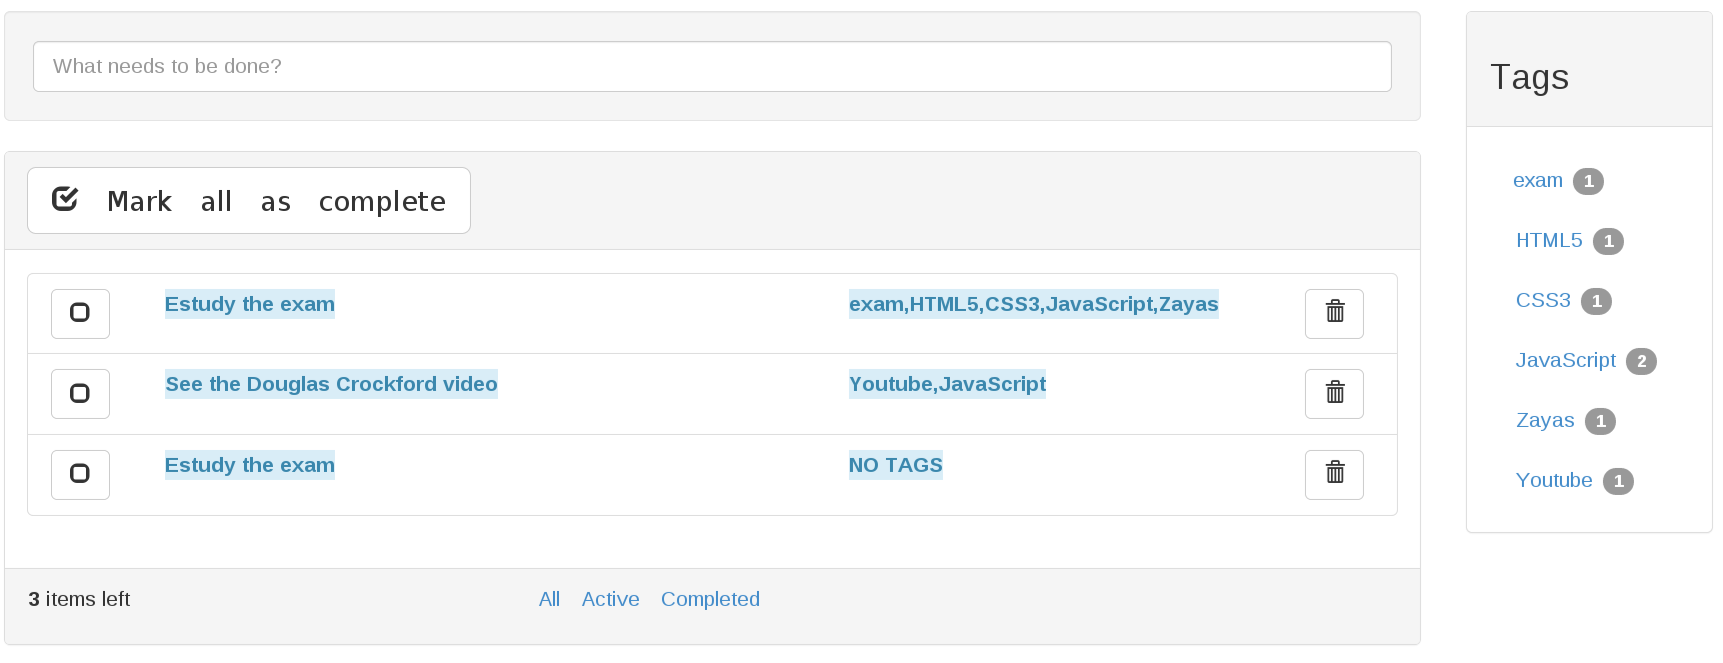 What needs to be done?
Mark all as complete
Estudy the exam exam,HTML5,CSS3,JavaScript,Zayas
See the Douglas Crockford video Youtube,JavaScript
Estudy the exam NO TAGS
3 items left All Active Completed
Tags
exam 1
HTML5 1
CSS3 1
JavaScript 2
Zayas 1
Youtube 1